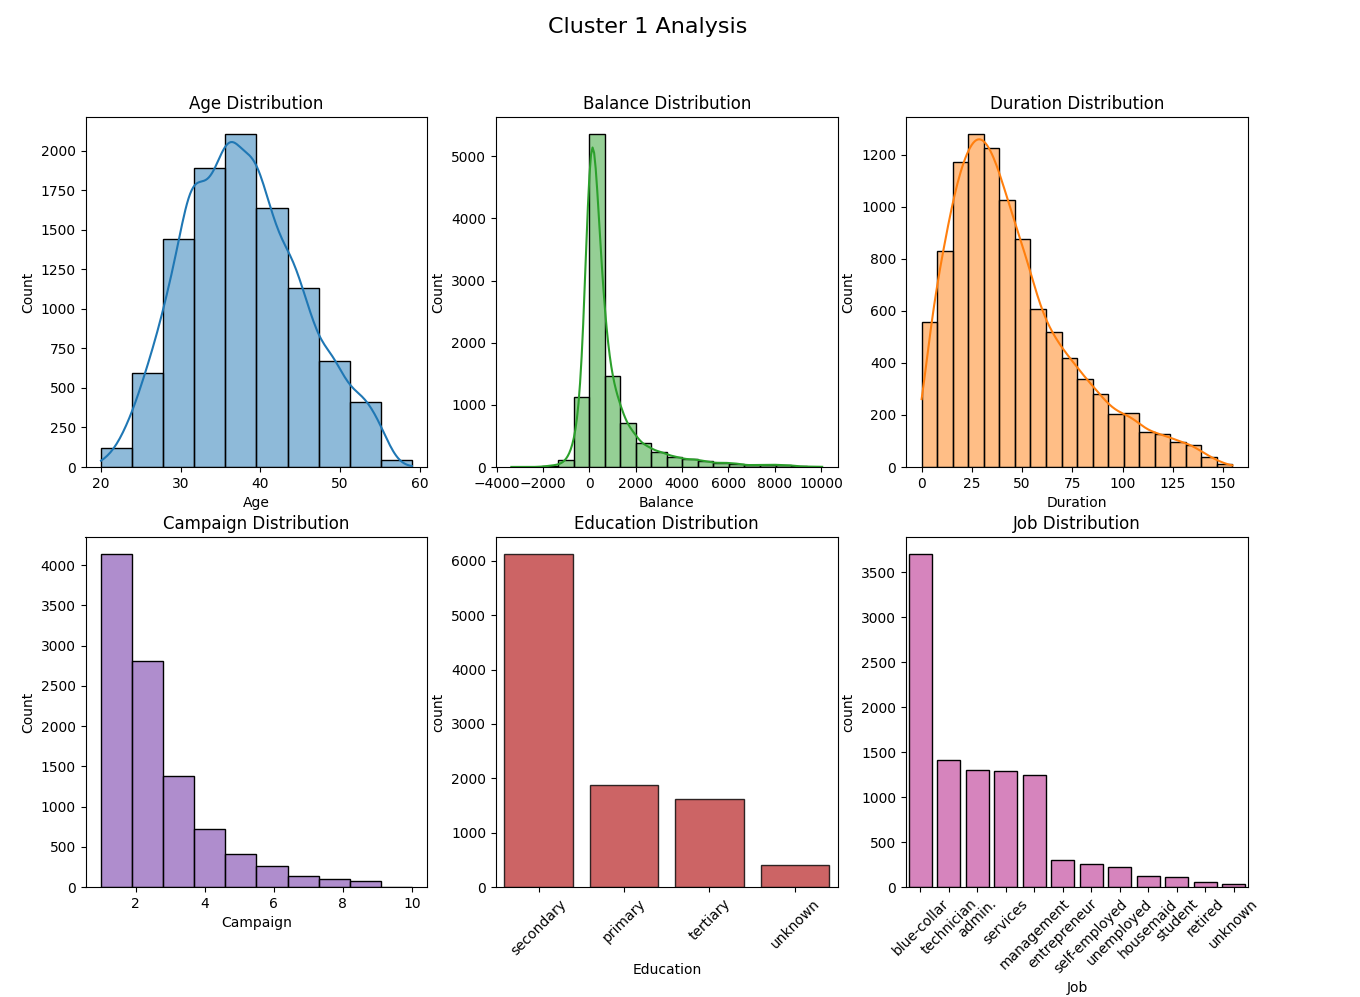 Cluster 1 Analysis
Age Distribution
Count
2000
1750
1500
1250
1000
750
500
250
0
20 30 40 50 60
Age
Balance Distribution
Count
5000
4000
3000
2000
1000
0
−4000 −2000 0 2000 4000 6000 8000 10000
Balance
Duration Distribution
Count
1200
1000
800
600
400
200
0
0 25 50 75 100 125 150
Duration
Campaign Distribution
Count
4000
3500
3000
2500
2000
1500
1000
500
0
2 4 6 8 10
Campaign
Education Distribution
count
6000
5000
4000
3000
2000
1000
0
secondary
primary
tertiary
unknown
Education
Job Distribution
count
3500
3000
2500
2000
1500
1000
500
0
blue-collar
technician
admin.
services
management
entrepreneur
self-employed
unemployed
housemaid
student
retired
unknown
Job